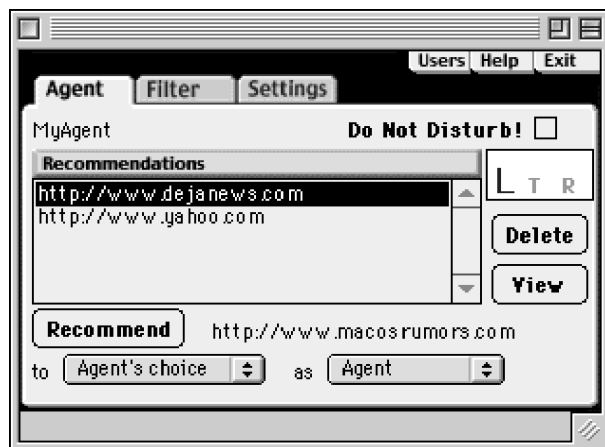 Users Help Exit
Agent Filter Settings
MyAgent Do Not Disturb!
Recommendations
http://www.dejanews.com
L T R
http://www.yahoo.com
Delete
View
Recommend http://www.macosrumors.com
to Agent's choice as Agent